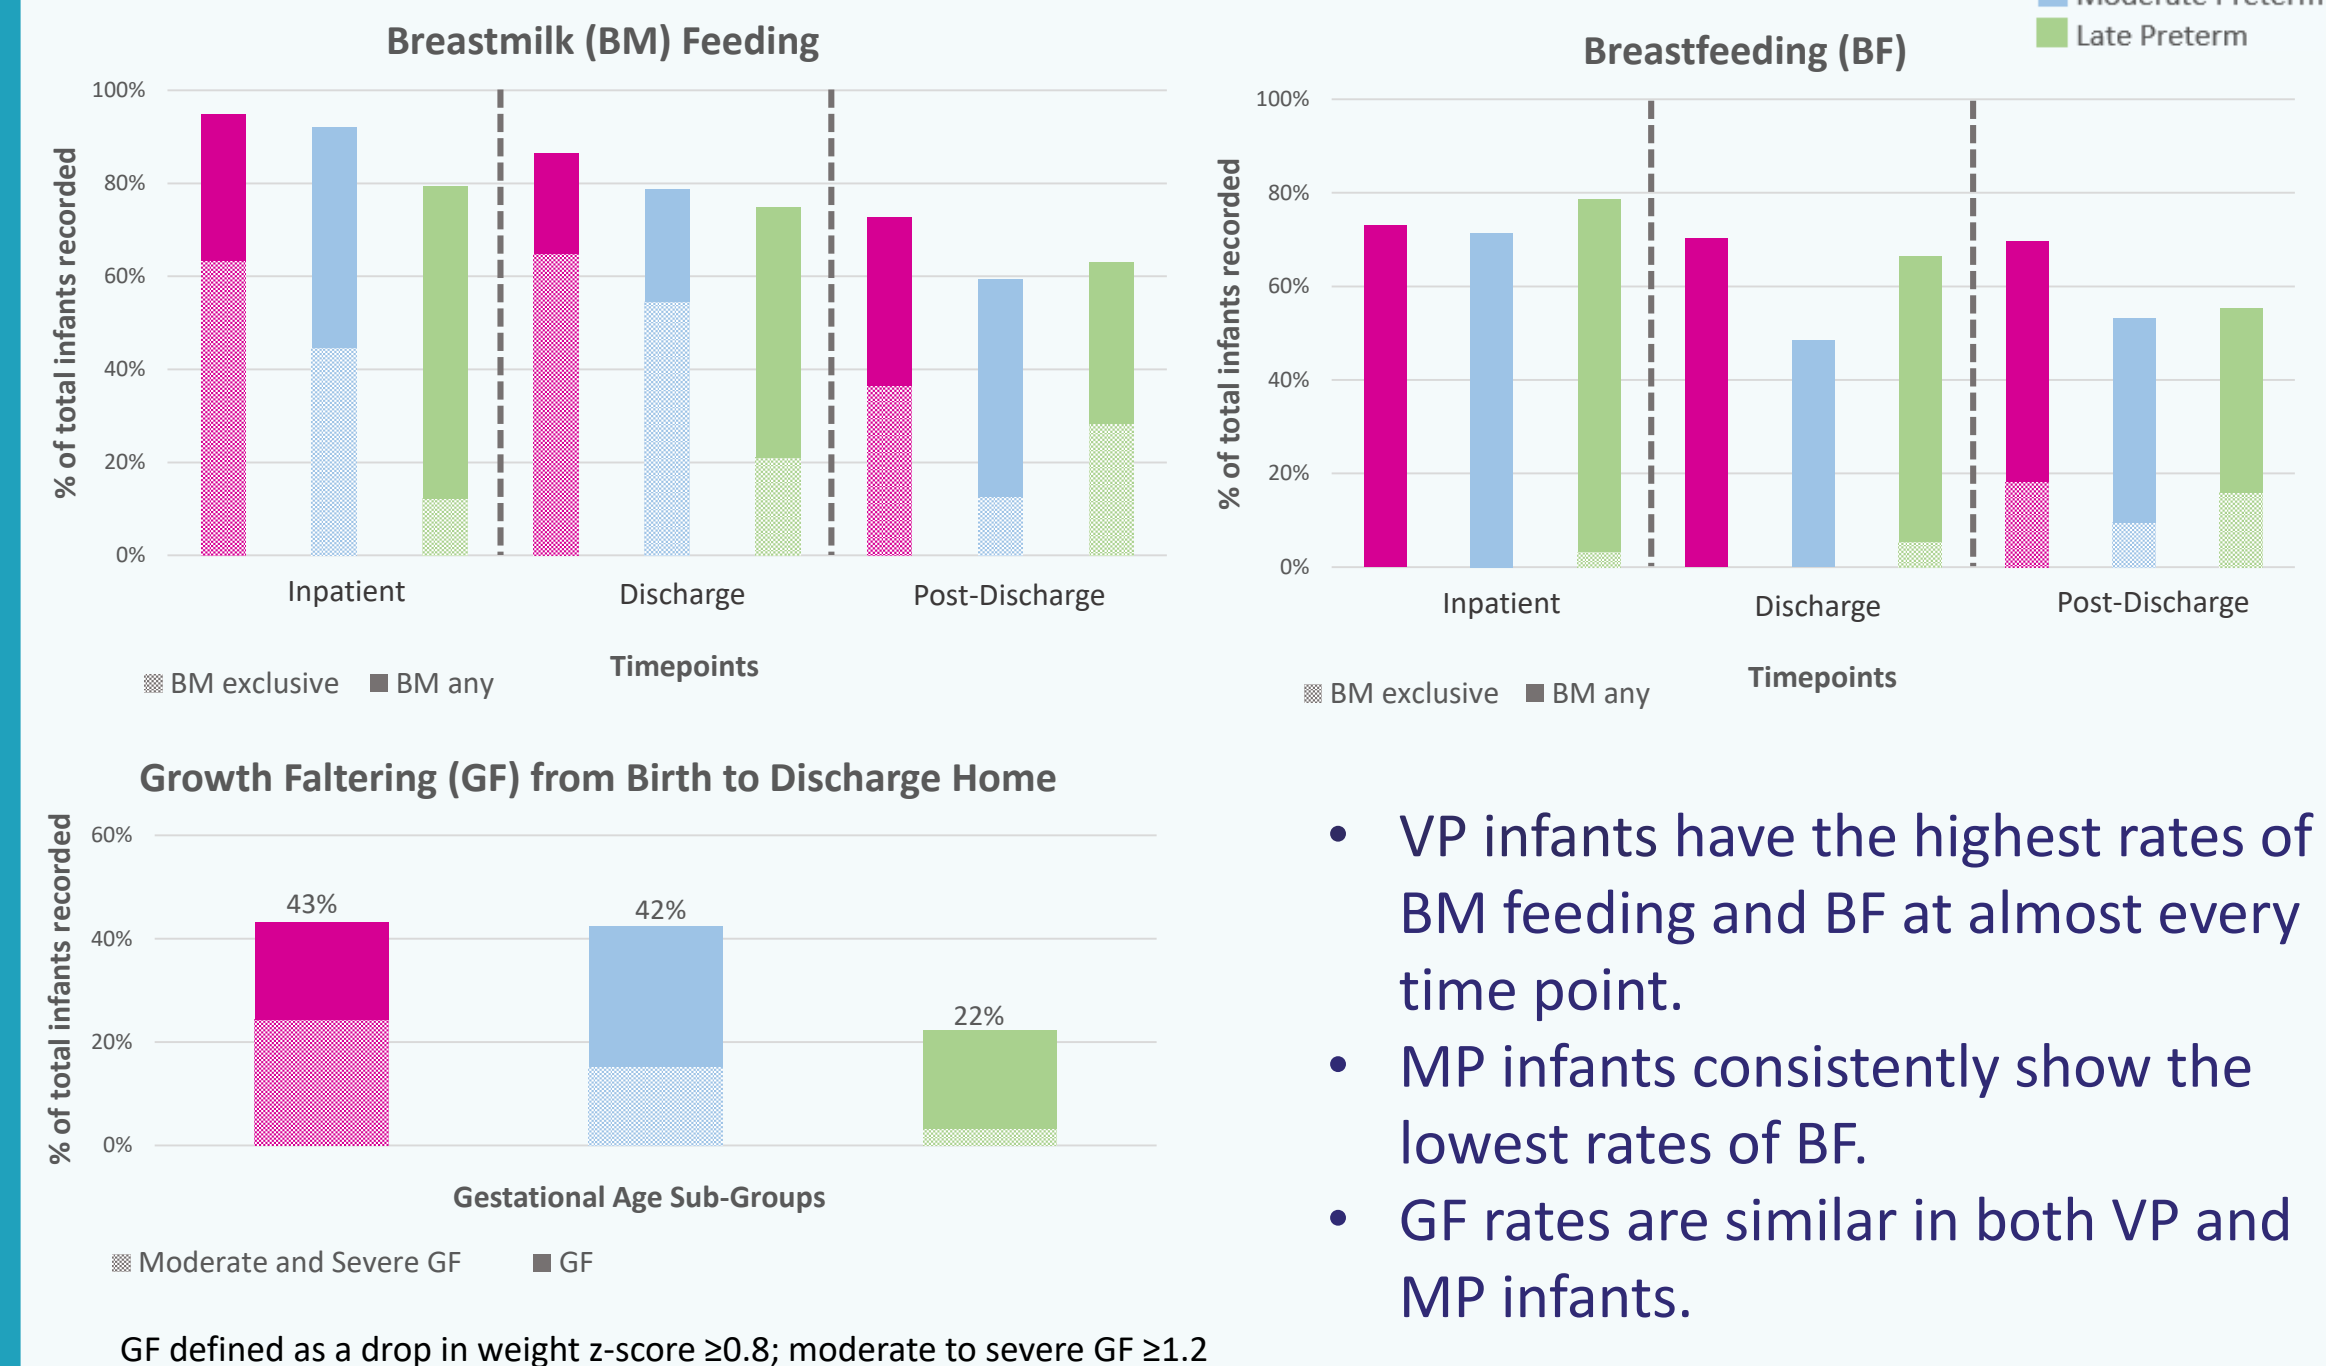 Moderate Preterm
Late Preterm
Breastmilk (BM) Feeding
% of total infants recorded
100%
80%
60%
40%
20%
0%
Inpatient
Discharge
Post-Discharge
Timepoints
BM exclusive
BM any
Breastfeeding (BF)
% of total infants recorded
100%
80%
60%
40%
20%
0%
Inpatient
Discharge
Post-Discharge
Timepoints
BM exclusive
BM any
Growth Faltering (GF) from Birth to Discharge Home
% of total infants recorded
60%
40%
20%
0%
43%
42%
22%
Gestational Age Sub-Groups
Moderate and Severe GF
GF
GF defined as a drop in weight z-score ≥0.8; moderate to severe GF ≥1.2
• VP infants have the highest rates of
BM feeding and BF at almost every
time point.
• MP infants consistently show the
lowest rates of BF.
• GF rates are similar in both VP and
MP infants.